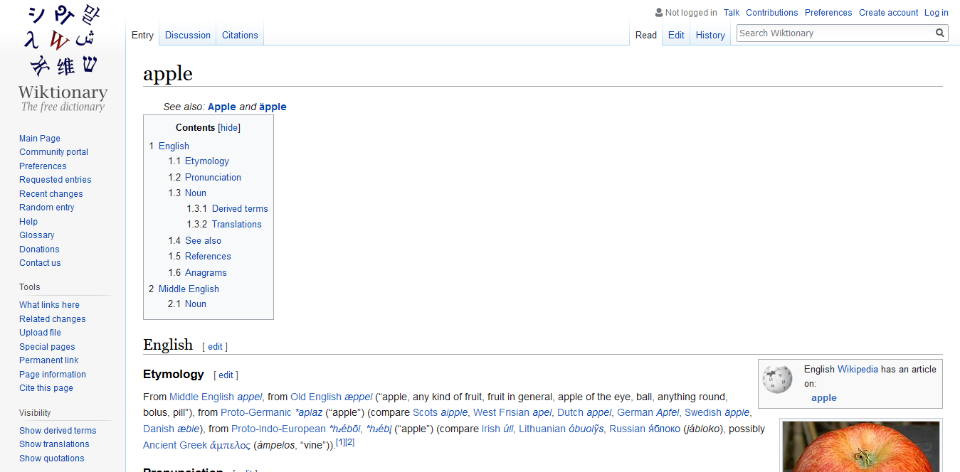 Not logged in Talk Contributions Preferences Create account Log in
Entry Discussion Citations Read Edit History Search Wiktionary
Wiktionary
The free dictionary
Main Page
Community portal
Preferences
Requested entries
Recent changes
Random entry
Help
Glossary
Donations
Contact us
Tools
What links here
Related changes
Upload file
Special pages
Permanent link
Page information
Cite this page
Visibility
Show derived terms
Show translations
Show quotations
apple
See also: Apple and äpple
Contents [hide]
1 English
1.1 Etymology
1.2 Pronunciation
1.3 Noun
1.3.1 Derived terms
1.3.2 Translations
1.4 See also
1.5 References
1.6 Anagrams
2 Middle English
2.1 Noun
English [ edit ]
Etymology [ edit ]
From Middle English appel, from Old English æppel (“apple, any kind of fruit, fruit in general, apple of the eye, ball, anything round,
bolus, pill”), from Proto-Germanic *aplaz (“apple”) (compare Scots aipple, West Frisian apel, Dutch appel, German Apfel, Swedish äpple,
Danish æble), from Proto-Indo-European (“apple”) (compare Irish úll, Lithuanian óbuolỹs, Russian я́блоко (jábloko), possibly
Ancient Greek ἄμπελος (ámpelos, “vine”)).[1][2]
English Wikipedia has an article
on:
apple
Pronunciation [ edit ]